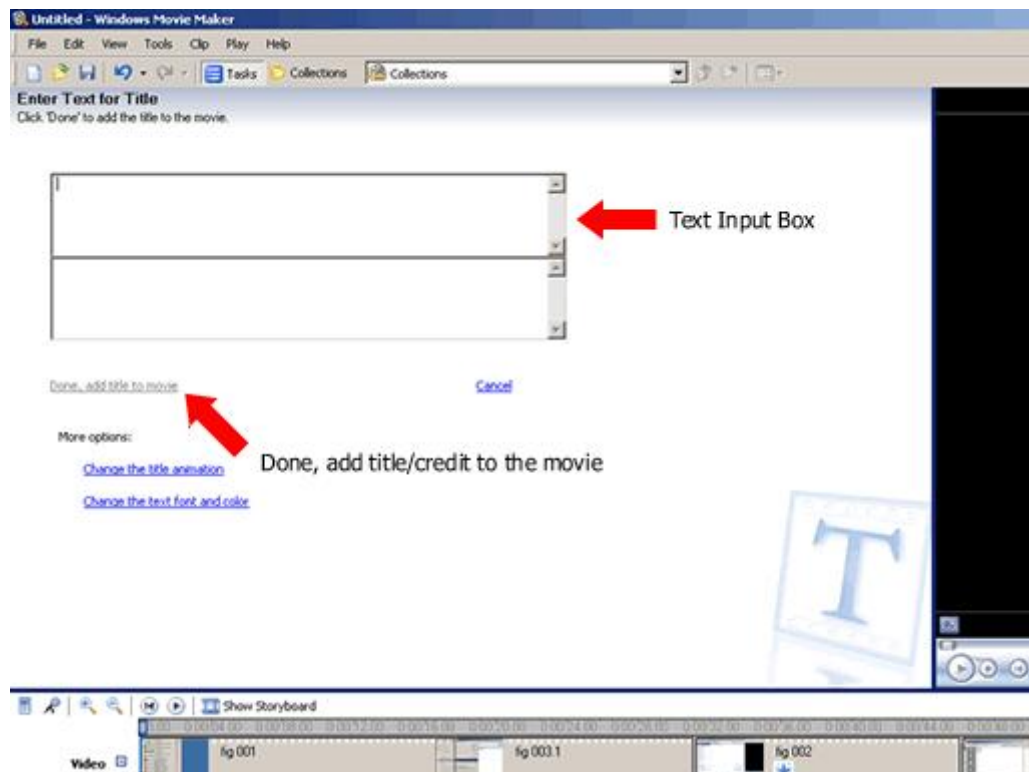 Untitled - Windows Movie Maker
File Edit View Tools Clip Play Help
Tasks Collections Collections
Enter Text for Title
Click 'Done' to add the title to the movie.
Text Input Box
Done, add title to movie
Cancel
More options:
Done, add title/credit to the movie
Change the title animation
Change the text font and color
T
Show Storyboard
Video
fig 001
fig 003.1
fig 002